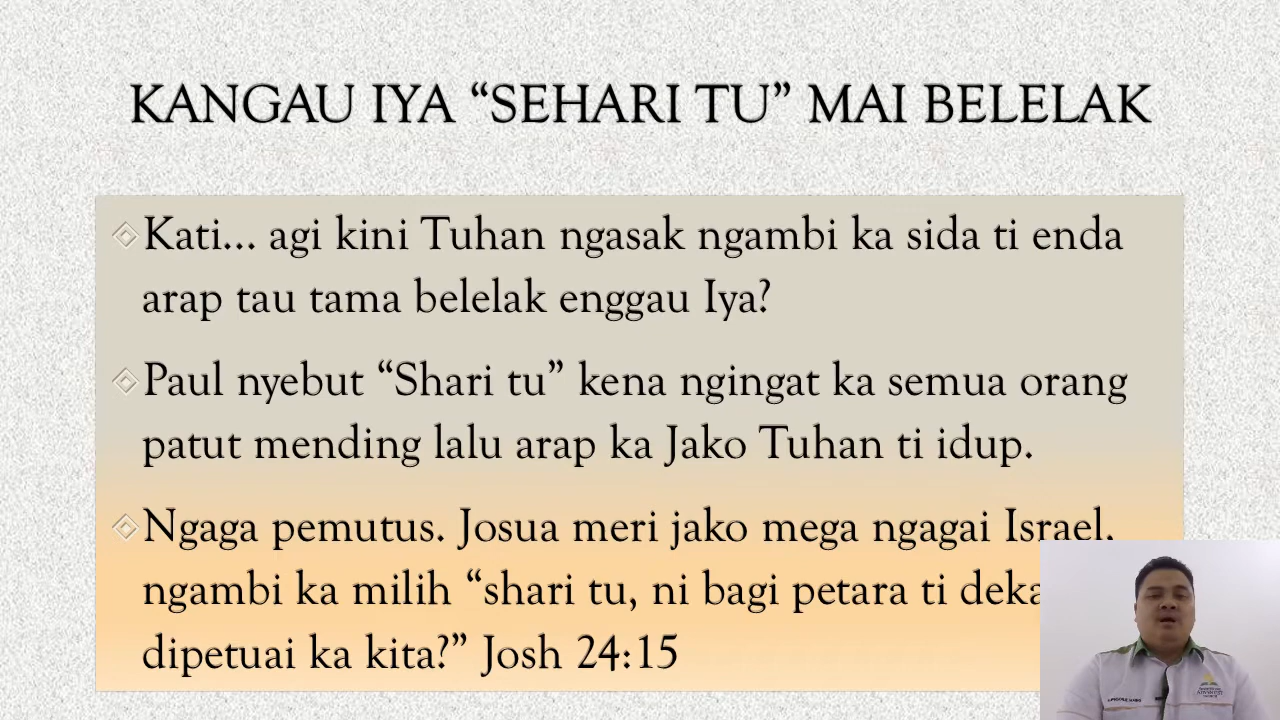 KANGAU IYA “SEHARI TU” MAI BELELAK
Kati... agi kini Tuhan ngasak ngambi ka sida ti enda
arap tau tama belelak enggau Iya?
Paul nyebut “Shari tu” kena ngingat ka semua orang
patut mending lalu arap ka Jako Tuhan ti idup.
Ngaga pemutus. Josua meri jako mega ngagai Israel,
ngambi ka milih “shari tu, ni bagi petara ti deka
dipetuai ka kita?” Josh 24:15